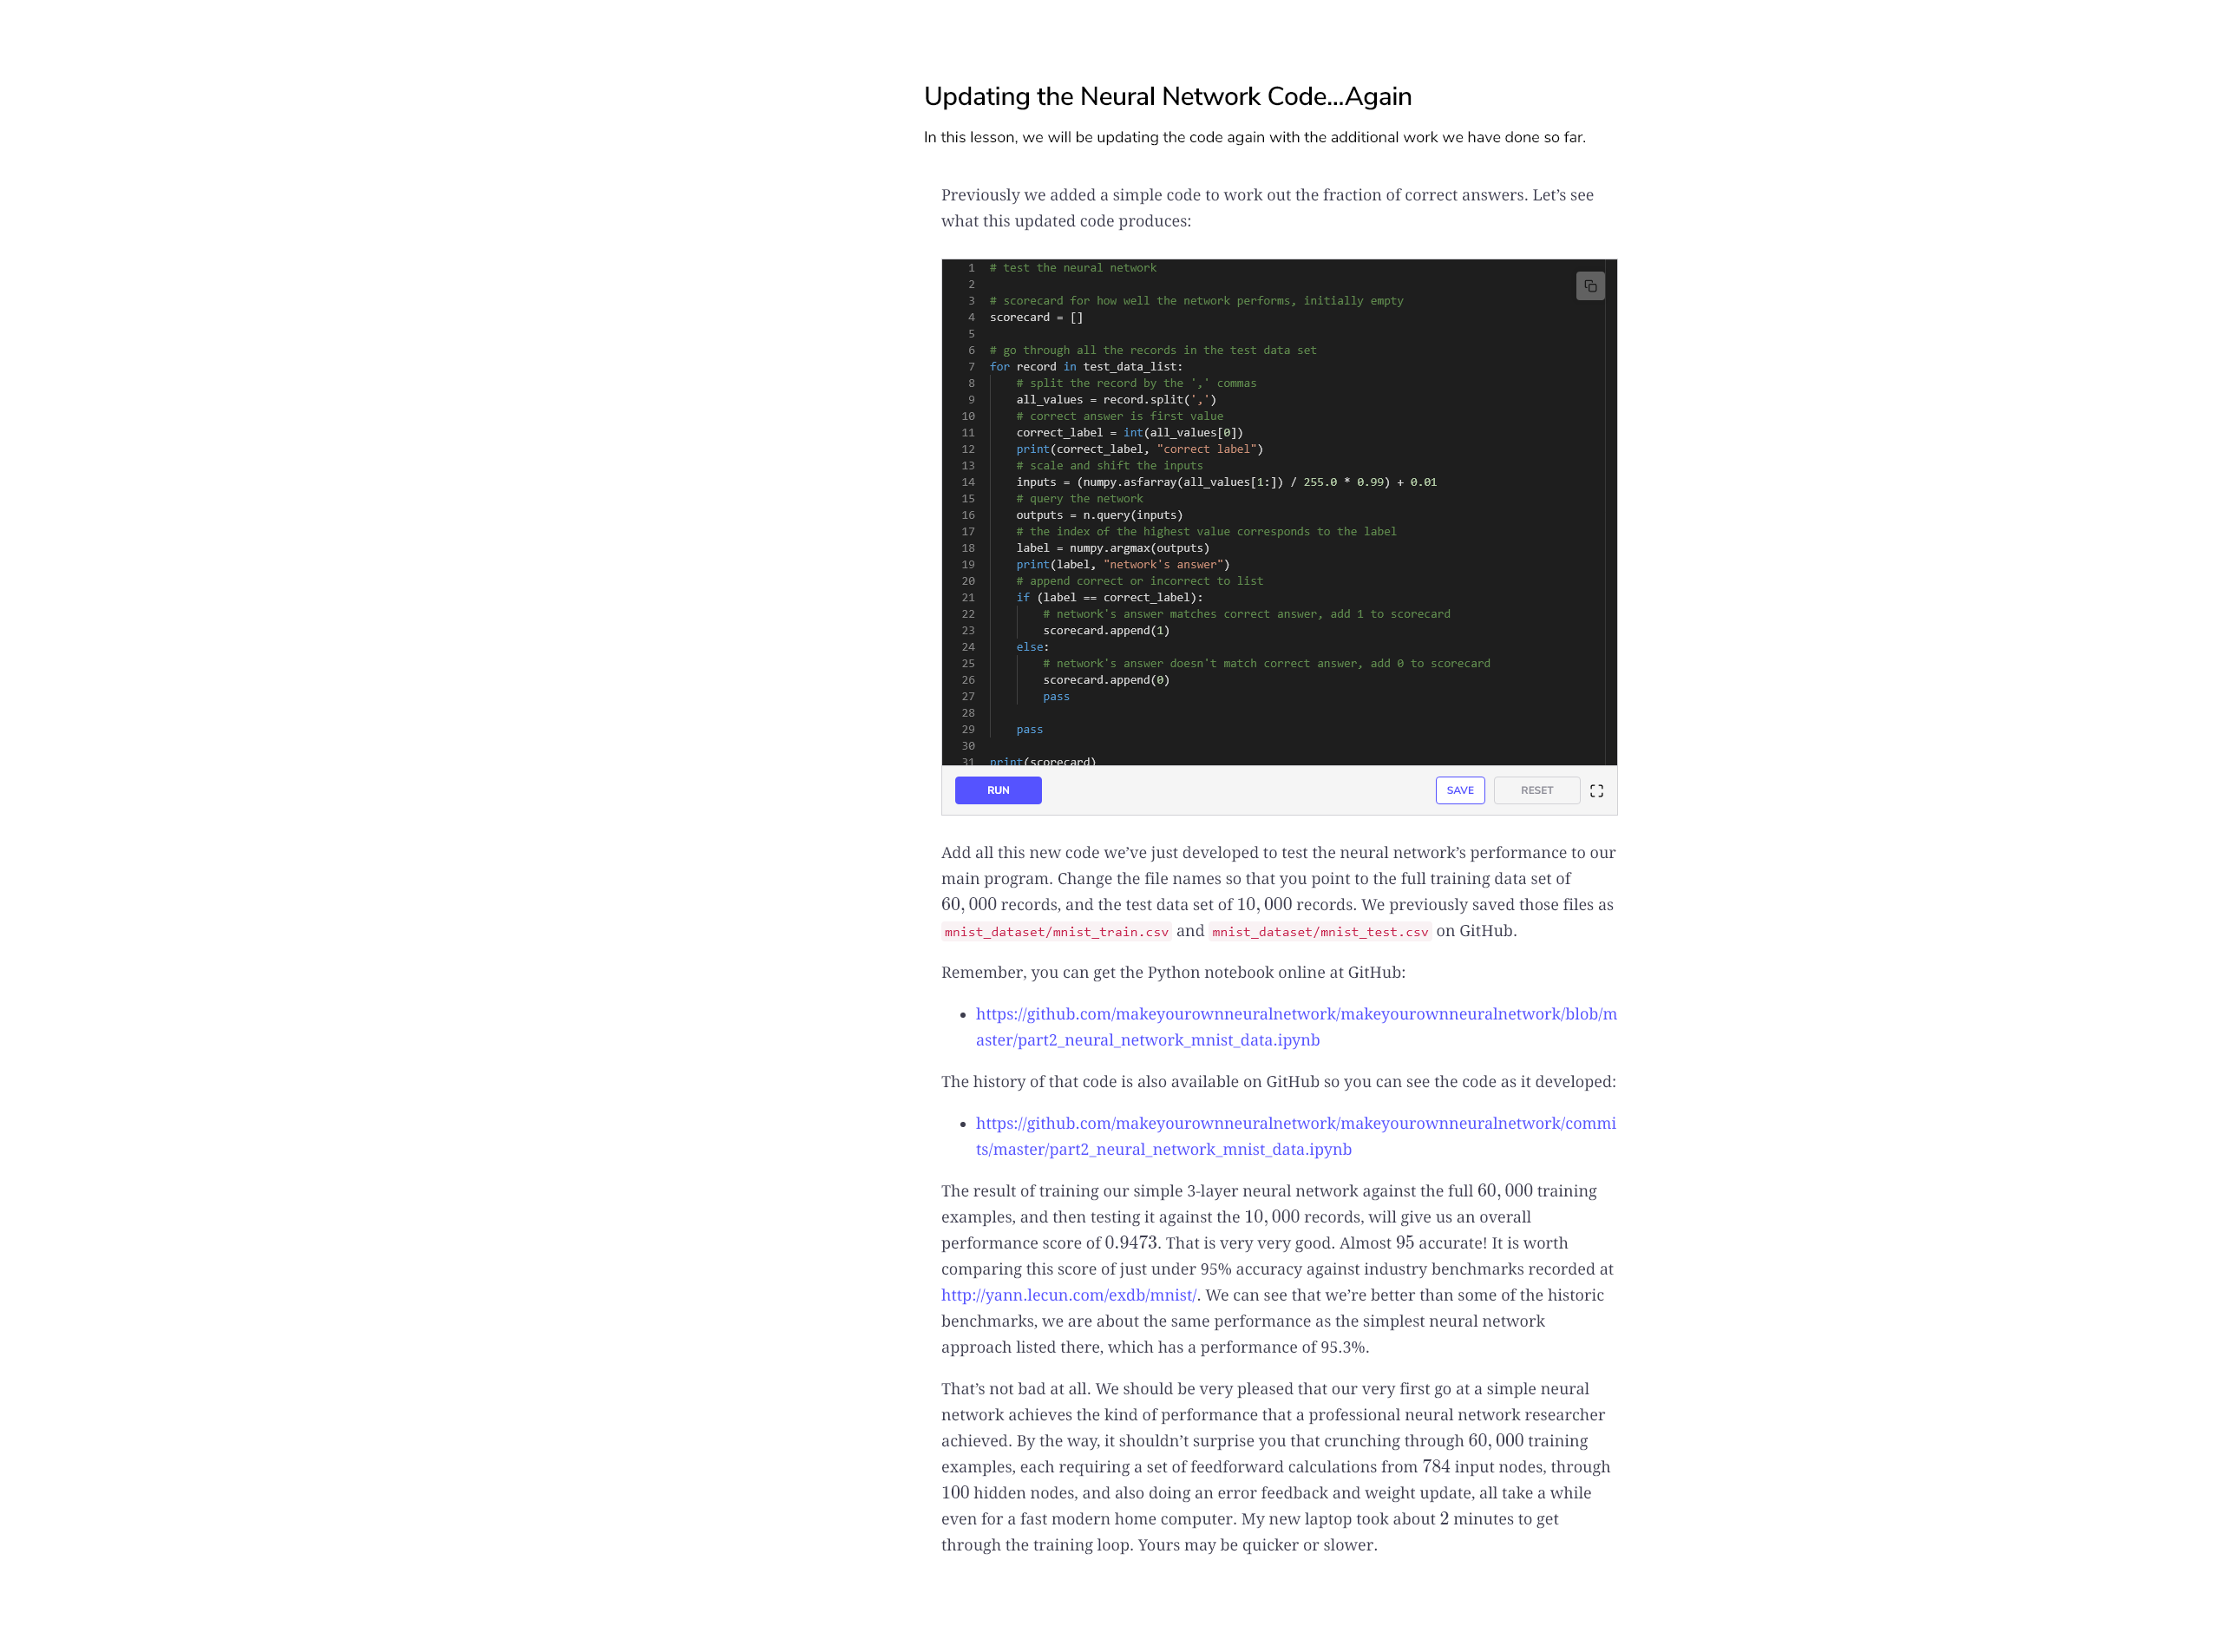 Updating the Neural Network Code...Again
In this lesson, we will be updating the code again with the additional work we have done so far.
Previously we added a simple code to work out the fraction of correct answers. Let’s see
what this updated code produces:
1 # test the neural network
2
3 # scorecard for how well the network performs, initially empty
4 scorecard = []
5
6 # go through all the records in the test data set
7 for record in test_data_list:
8     # split the record by the ',' commas
9     all_values = record.split(',')
10     # correct answer is first value
11     correct_label = int(all_values[0])
12     print(correct_label, "correct label")
13     # scale and shift the inputs
14     inputs = (numpy.asfarray(all_values[1:]) / 255.0 * 0.99) + 0.01
15     # query the network
16     outputs = n.query(inputs)
17     # the index of the highest value corresponds to the label
18     label = numpy.argmax(outputs)
19     print(label, "network's answer")
20     # append correct or incorrect to list
21     if (label == correct_label):
22         # network's answer matches correct answer, add 1 to scorecard
23         scorecard.append(1)
24     else:
25         # network's answer doesn't match correct answer, add 0 to scorecard
26         scorecard.append(0)
27         pass
28
29     pass
30
31 print(scorecard)
RUN SAVE RESET
Add all this new code we’ve just developed to test the neural network’s performance to our
main program. Change the file names so that you point to the full training data set of
60,000 records, and the test data set of 10,000 records. We previously saved those files as
mnist_dataset/mnist_train.csv and mnist_dataset/mnist_test.csv on GitHub.
Remember, you can get the Python notebook online at GitHub:
• https://github.com/makeyourownneuralnetwork/makeyourownneuralnetwork/blob/m
aster/part2_neural_network_mnist_data.ipynb
The history of that code is also available on GitHub so you can see the code as it developed:
• https://github.com/makeyourownneuralnetwork/makeyourownneuralnetwork/commi
ts/master/part2_neural_network_mnist_data.ipynb
The result of training our simple 3-layer neural network against the full 60,000 training
examples, and then testing it against the 10,000 records, will give us an overall
performance score of 0.9473. That is very very good. Almost 95 accurate! It is worth
comparing this score of just under 95% accuracy against industry benchmarks recorded at
http://yann.lecun.com/exdb/mnist/. We can see that we’re better than some of the historic
benchmarks, we are about the same performance as the simplest neural network
approach listed there, which has a performance of 95.3%.
That’s not bad at all. We should be very pleased that our very first go at a simple neural
network achieves the kind of performance that a professional neural network researcher
achieved. By the way, it shouldn’t surprise you that crunching through 60,000 training
examples, each requiring a set of feedforward calculations from 784 input nodes, through
100 hidden nodes, and also doing an error feedback and weight update, all take a while
even for a fast modern home computer. My new laptop took about 2 minutes to get
through the training loop. Yours may be quicker or slower.